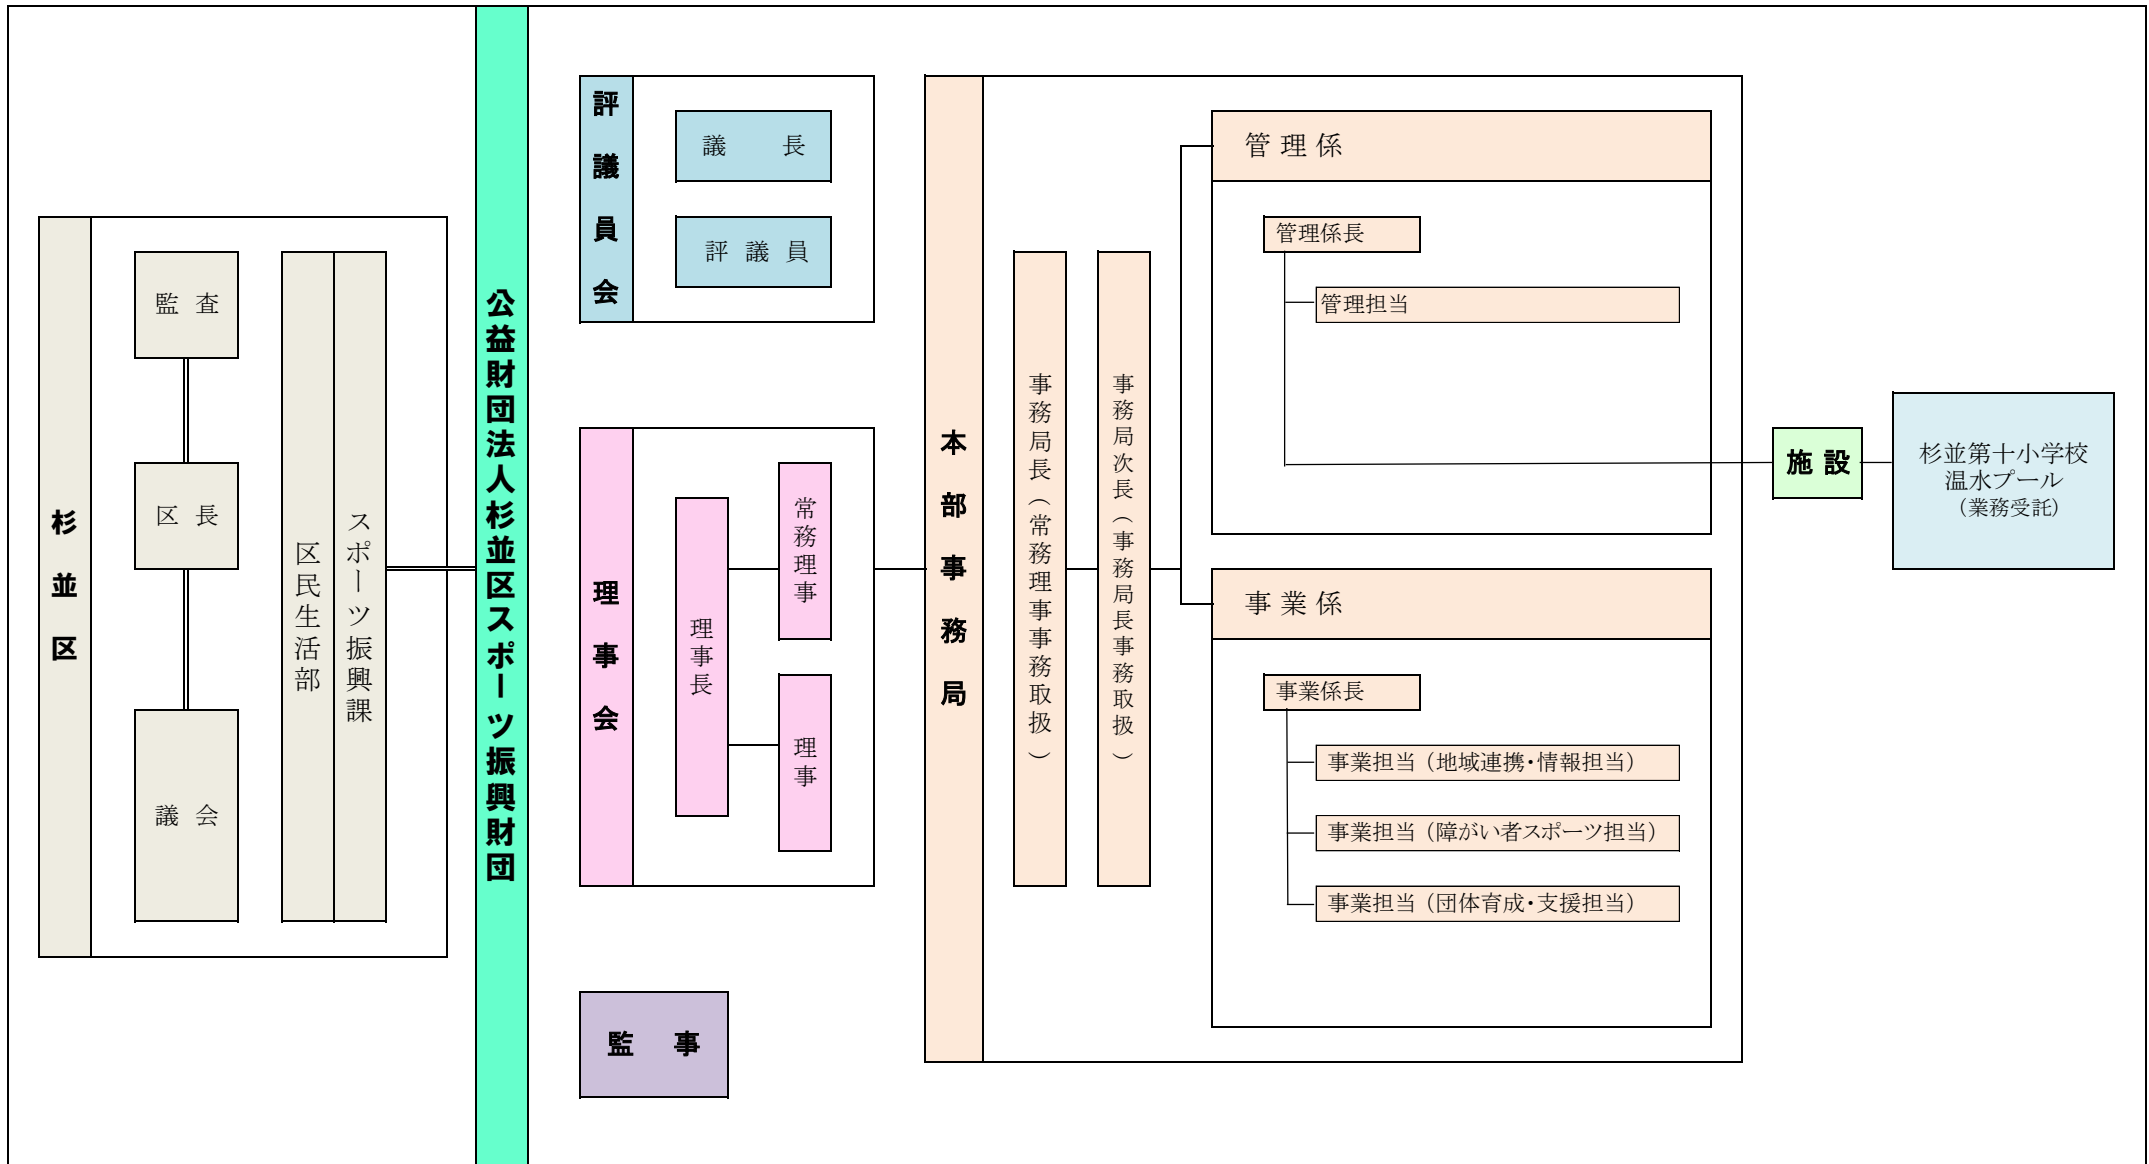 杉並区
監査
区長
議会
区民生活部
スポーツ振興課
公益財団法人杉並区スポーツ振興財団
評議員会
議長
評議員
理事会
理事長
常務理事
理事
監事
本部事務局
事務局長(常務理事事務取扱)
事務局次長(事務局長事務取扱)
管理係
管理係長
管理担当
事業係
事業係長
事業担当(地域連携・情報担当)
事業担当(障がい者スポーツ担当)
事業担当(団体育成・支援担当)
施設
杉並第十小学校
温水プール
(業務受託)